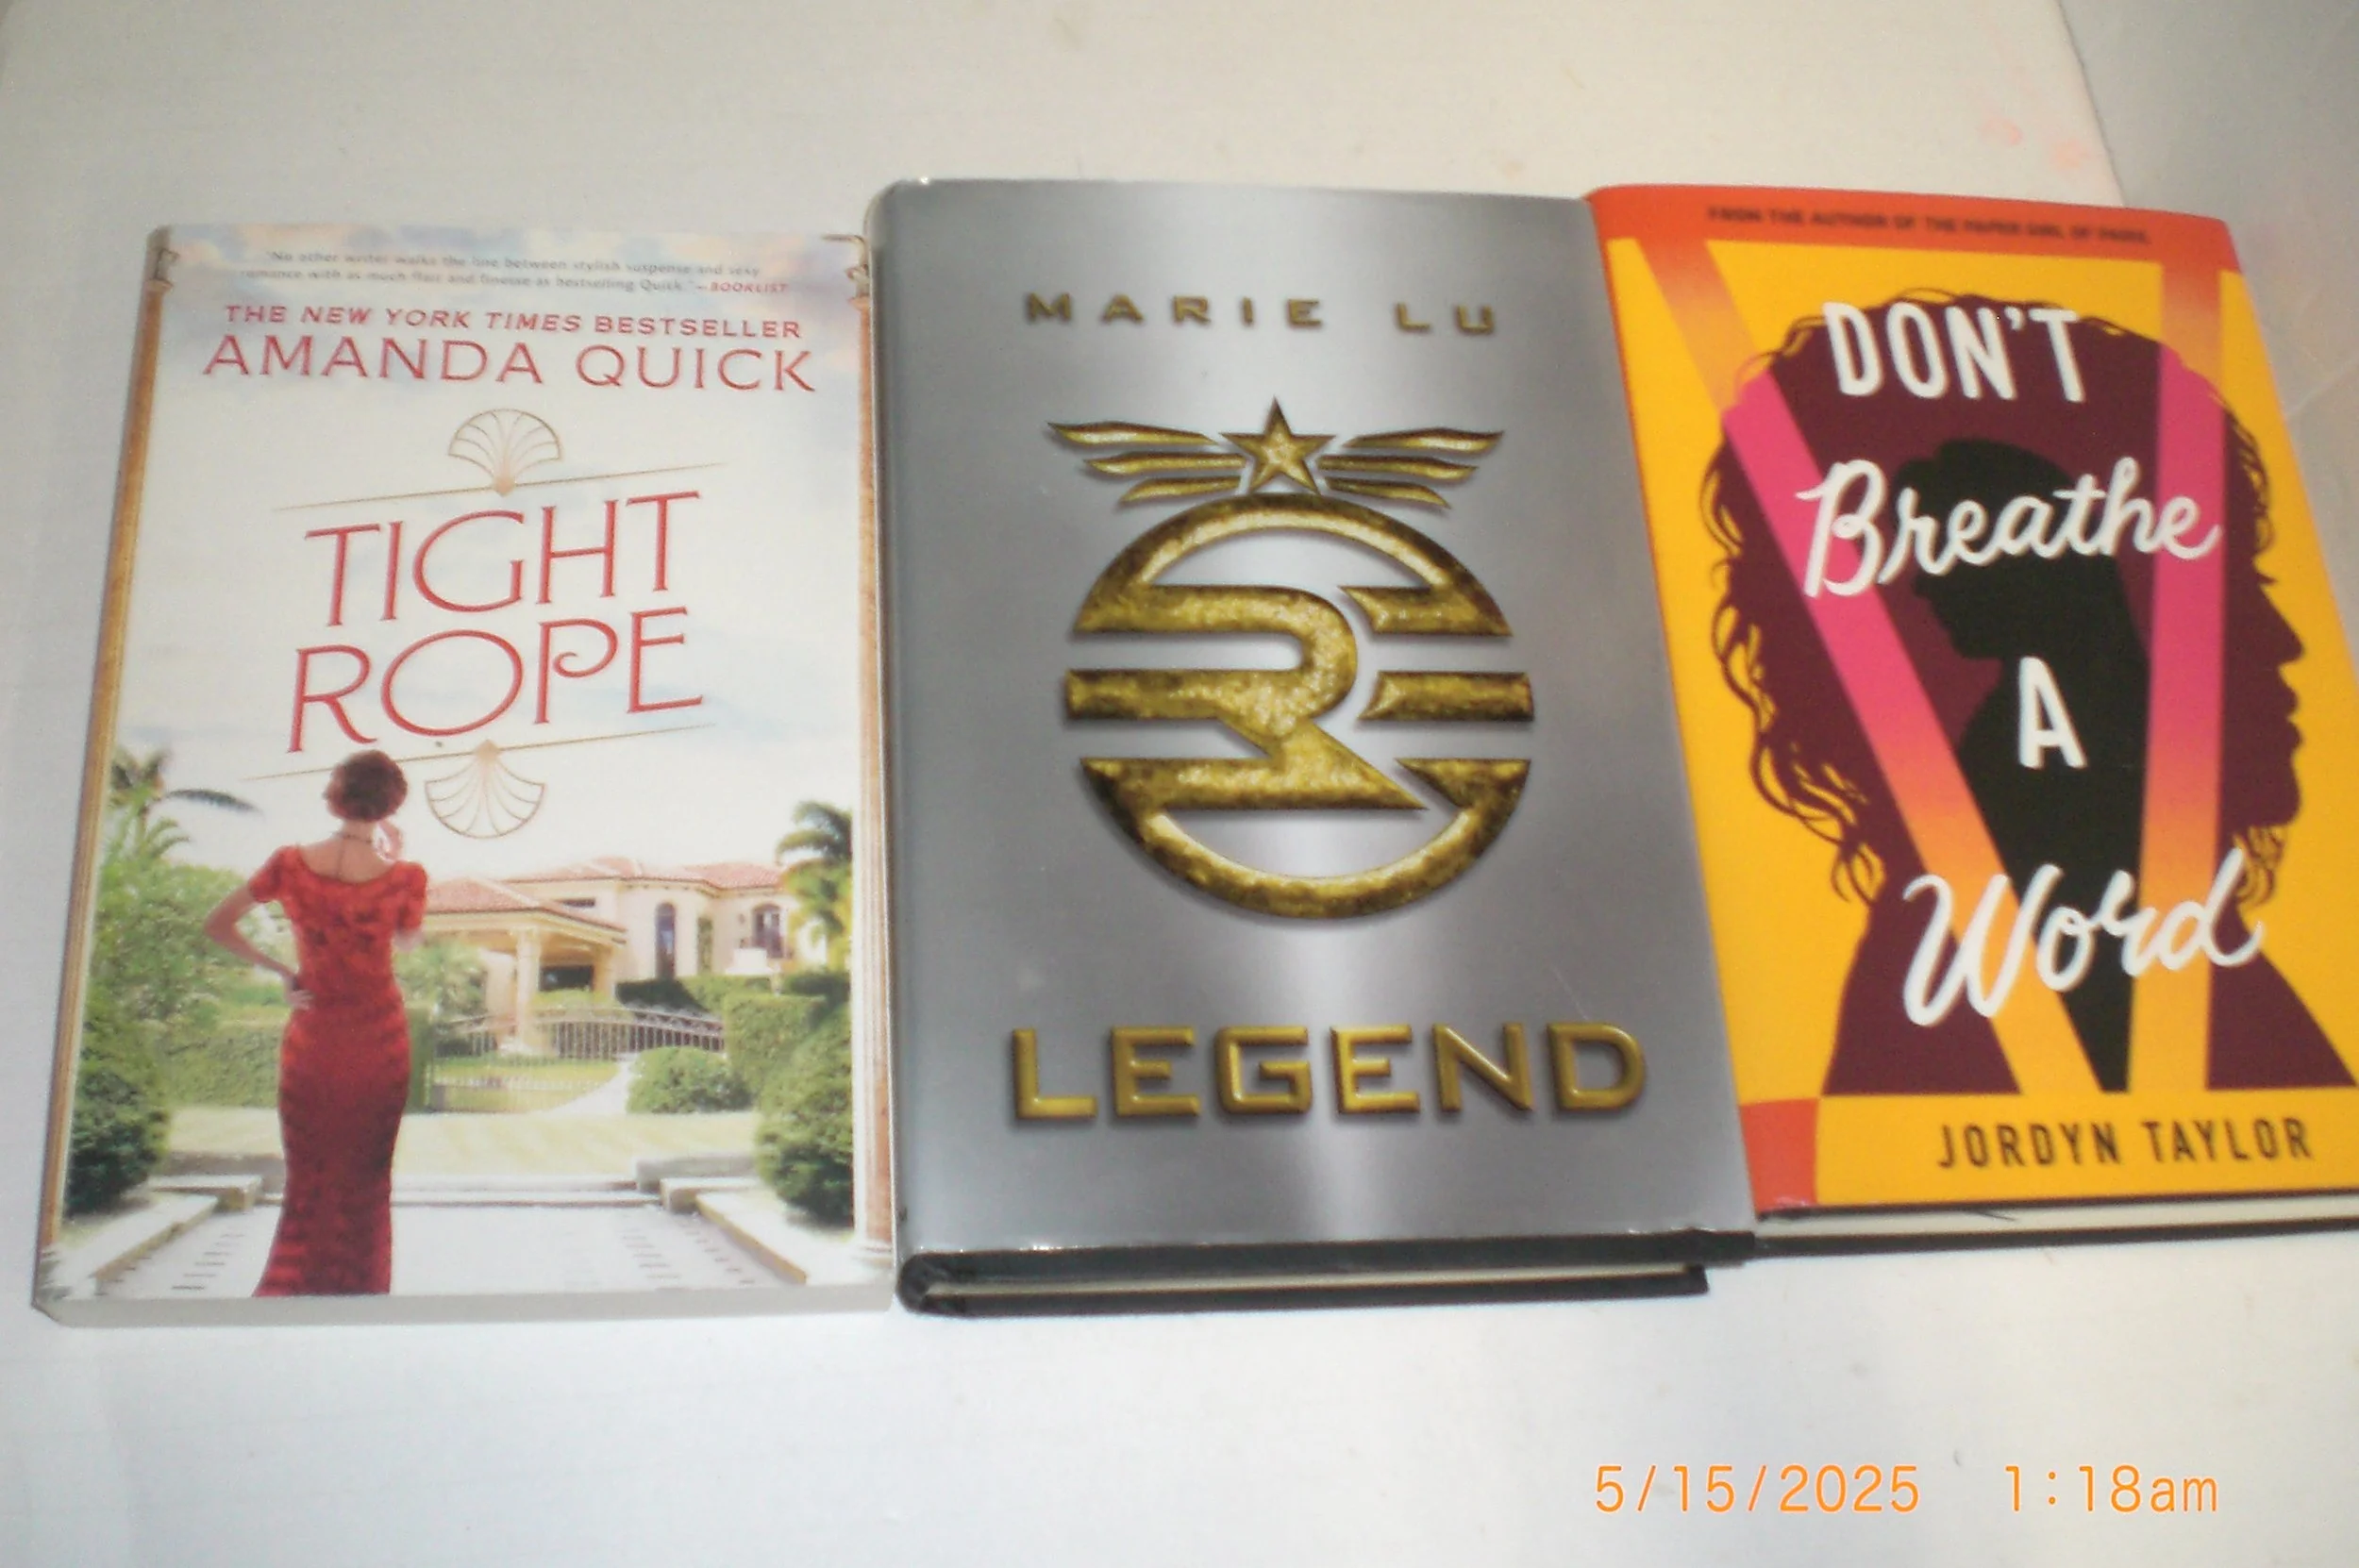 "No other writer walks the line between stylish suspense and sexy
romance with as much flair and finesse as bestselling Quick." —BOOKLIST
THE NEW YORK TIMES BESTSELLER
AMANDA QUICK
TIGHT
ROPE
MARIE LU
R
LEGEND
FROM THE AUTHOR OF THE PAPER GIRL OF PARIS
DON'T
Breathe
A
Word
JORDYN TAYLOR
5/15/2025 1:18am